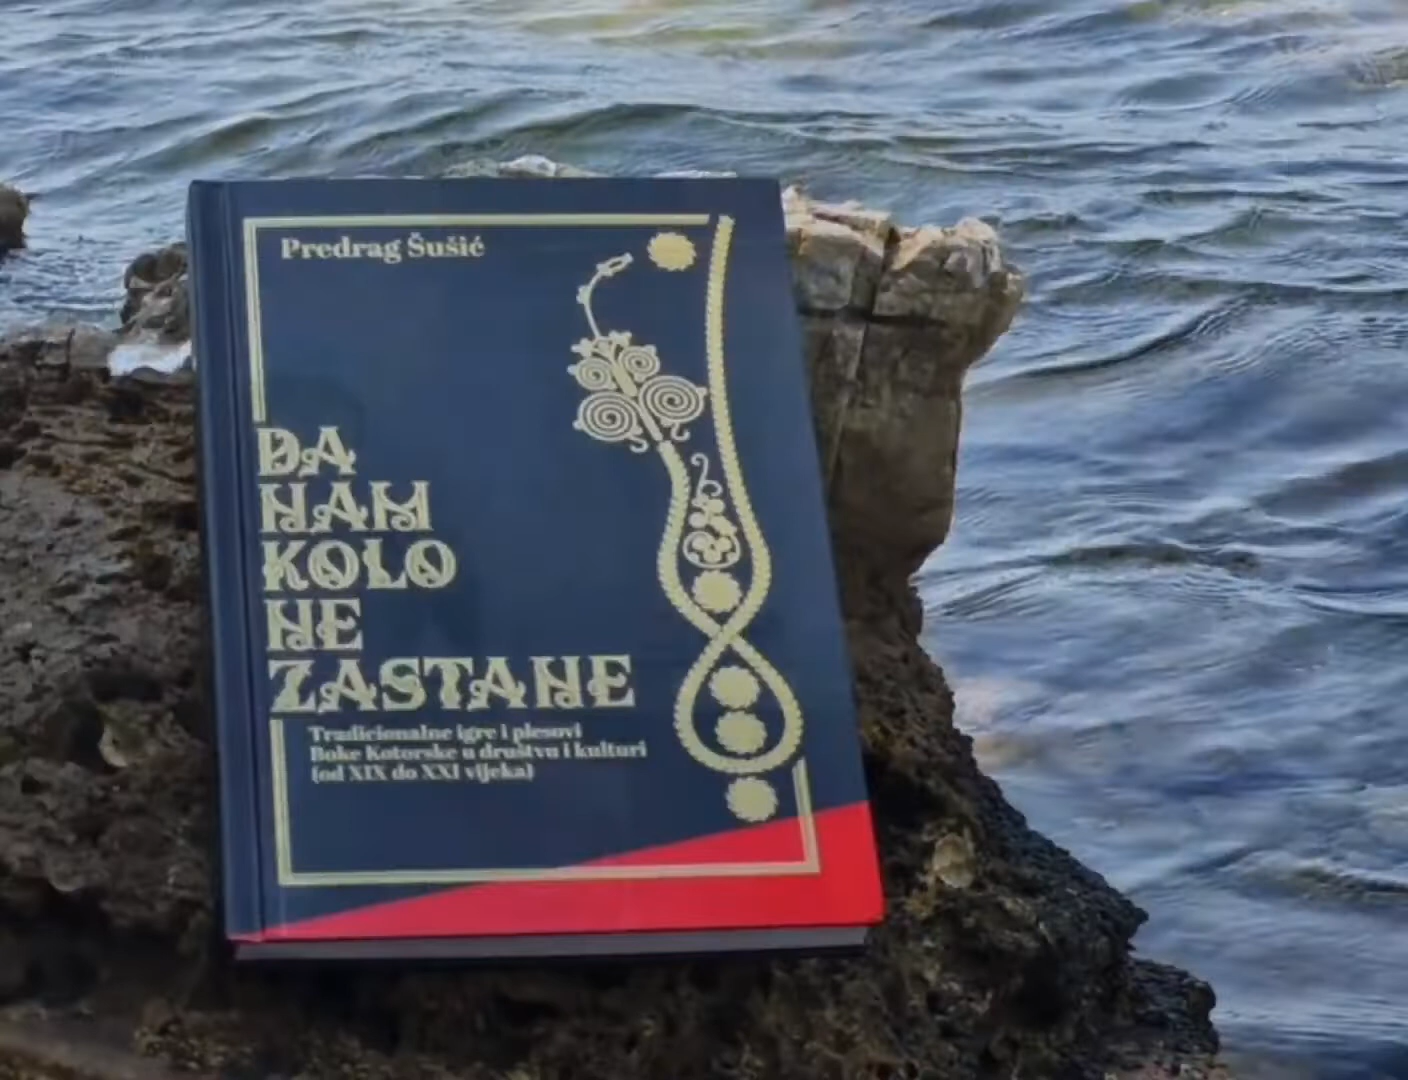 Predrag Šušić
DA
NAM
KOLO
NE
ZASTANE
Tradicionalne igre i plesovi
Boke Kotorske u društvu i kulturi
(od XIX do XXI vijeka)